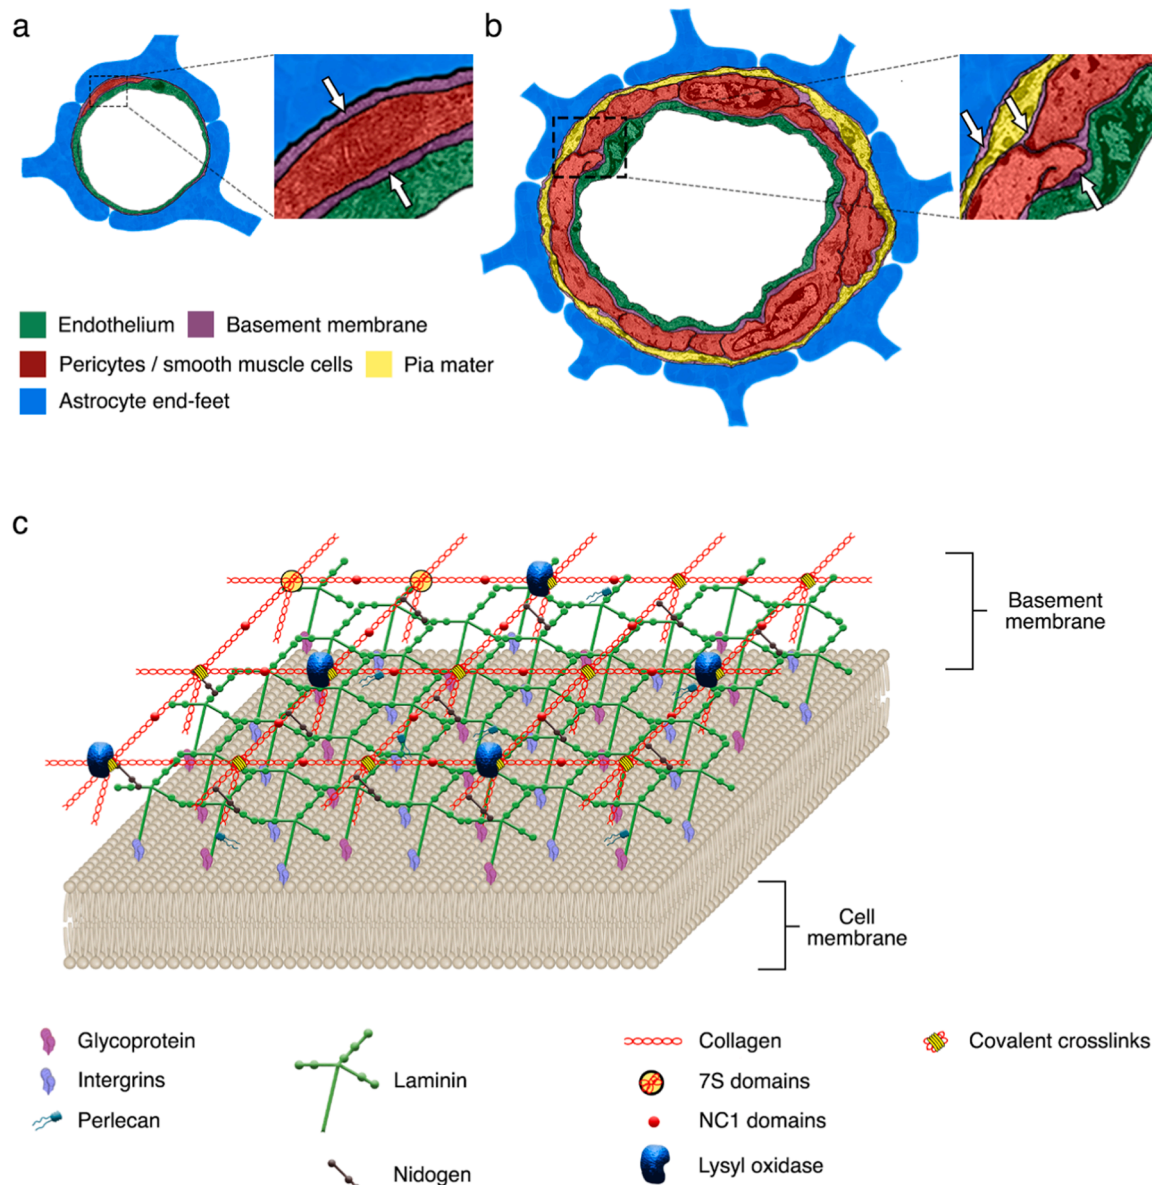 a
b
Endothelium
Basement membrane
Pericytes / smooth muscle cells
Pia mater
Astrocyte end-feet
c
Basement
membrane
Cell
membrane
Glycoprotein
Intergrins
Perlecan
Laminin
Nidogen
Collagen
7S domains
NC1 domains
Lysyl oxidase
Covalent crosslinks